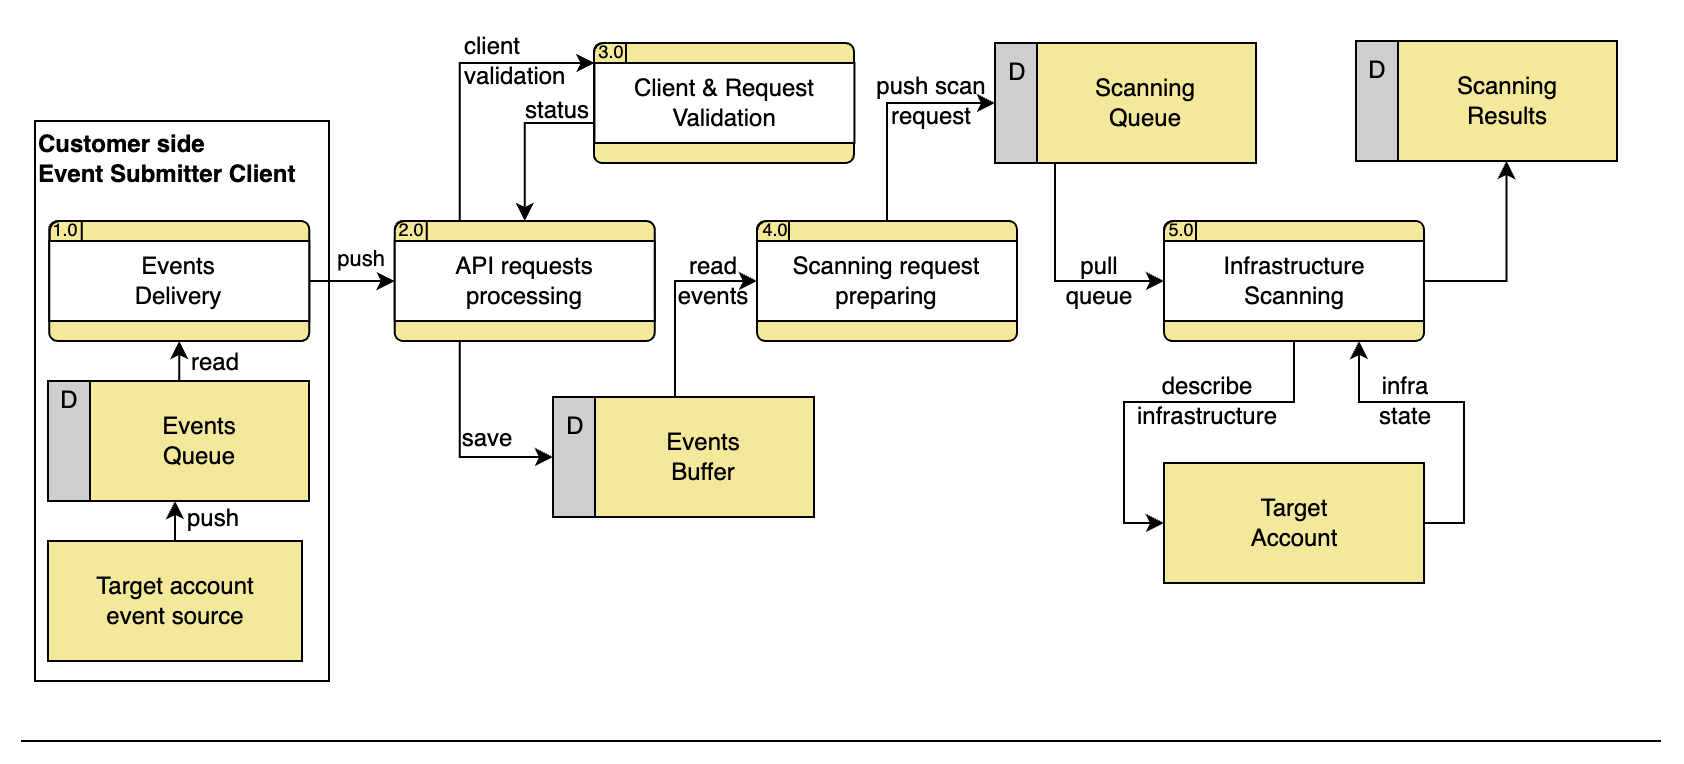 client
validation
3.0
Client & Request
Validation
status
push scan
request
D
Scanning
Queue
D
Scanning
Results
Customer side
Event Submitter Client
1.0
Events
Delivery
push
2.0
API requests
processing
read
events
4.0
Scanning request
preparing
pull
queue
5.0
Infrastructure
Scanning
read
D
Events
Queue
save
D
Events
Buffer
describe
infrastructure
infra
state
push
Target account
event source
Target
Account